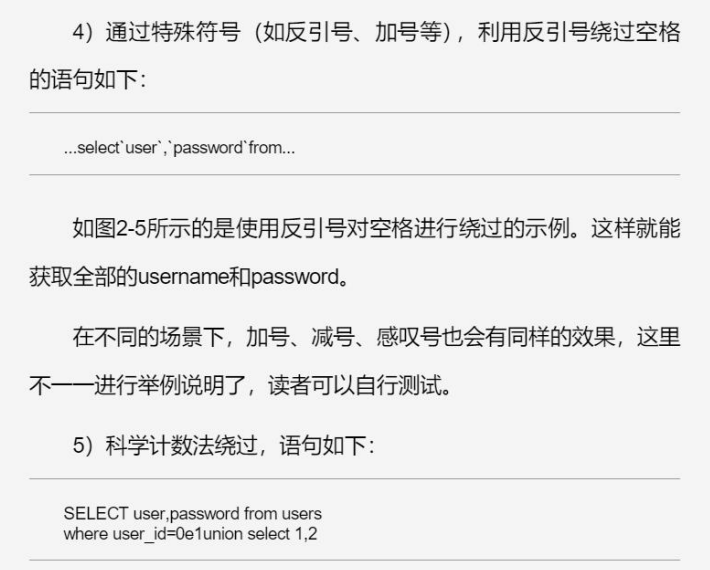 4）通过特殊符号（如反引号、加号等），利用反引号绕过空格
的语句如下：
...select`user`,`password`from...
如图2-5所示的是使用反引号对空格进行绕过的示例。这样就能
获取全部的username和password。
在不同的场景下，加号、减号、感叹号也会有同样的效果，这里
不一一进行举例说明了，读者可以自行测试。
5）科学计数法绕过，语句如下：
SELECT user,password from users
where user_id=0e1union select 1,2